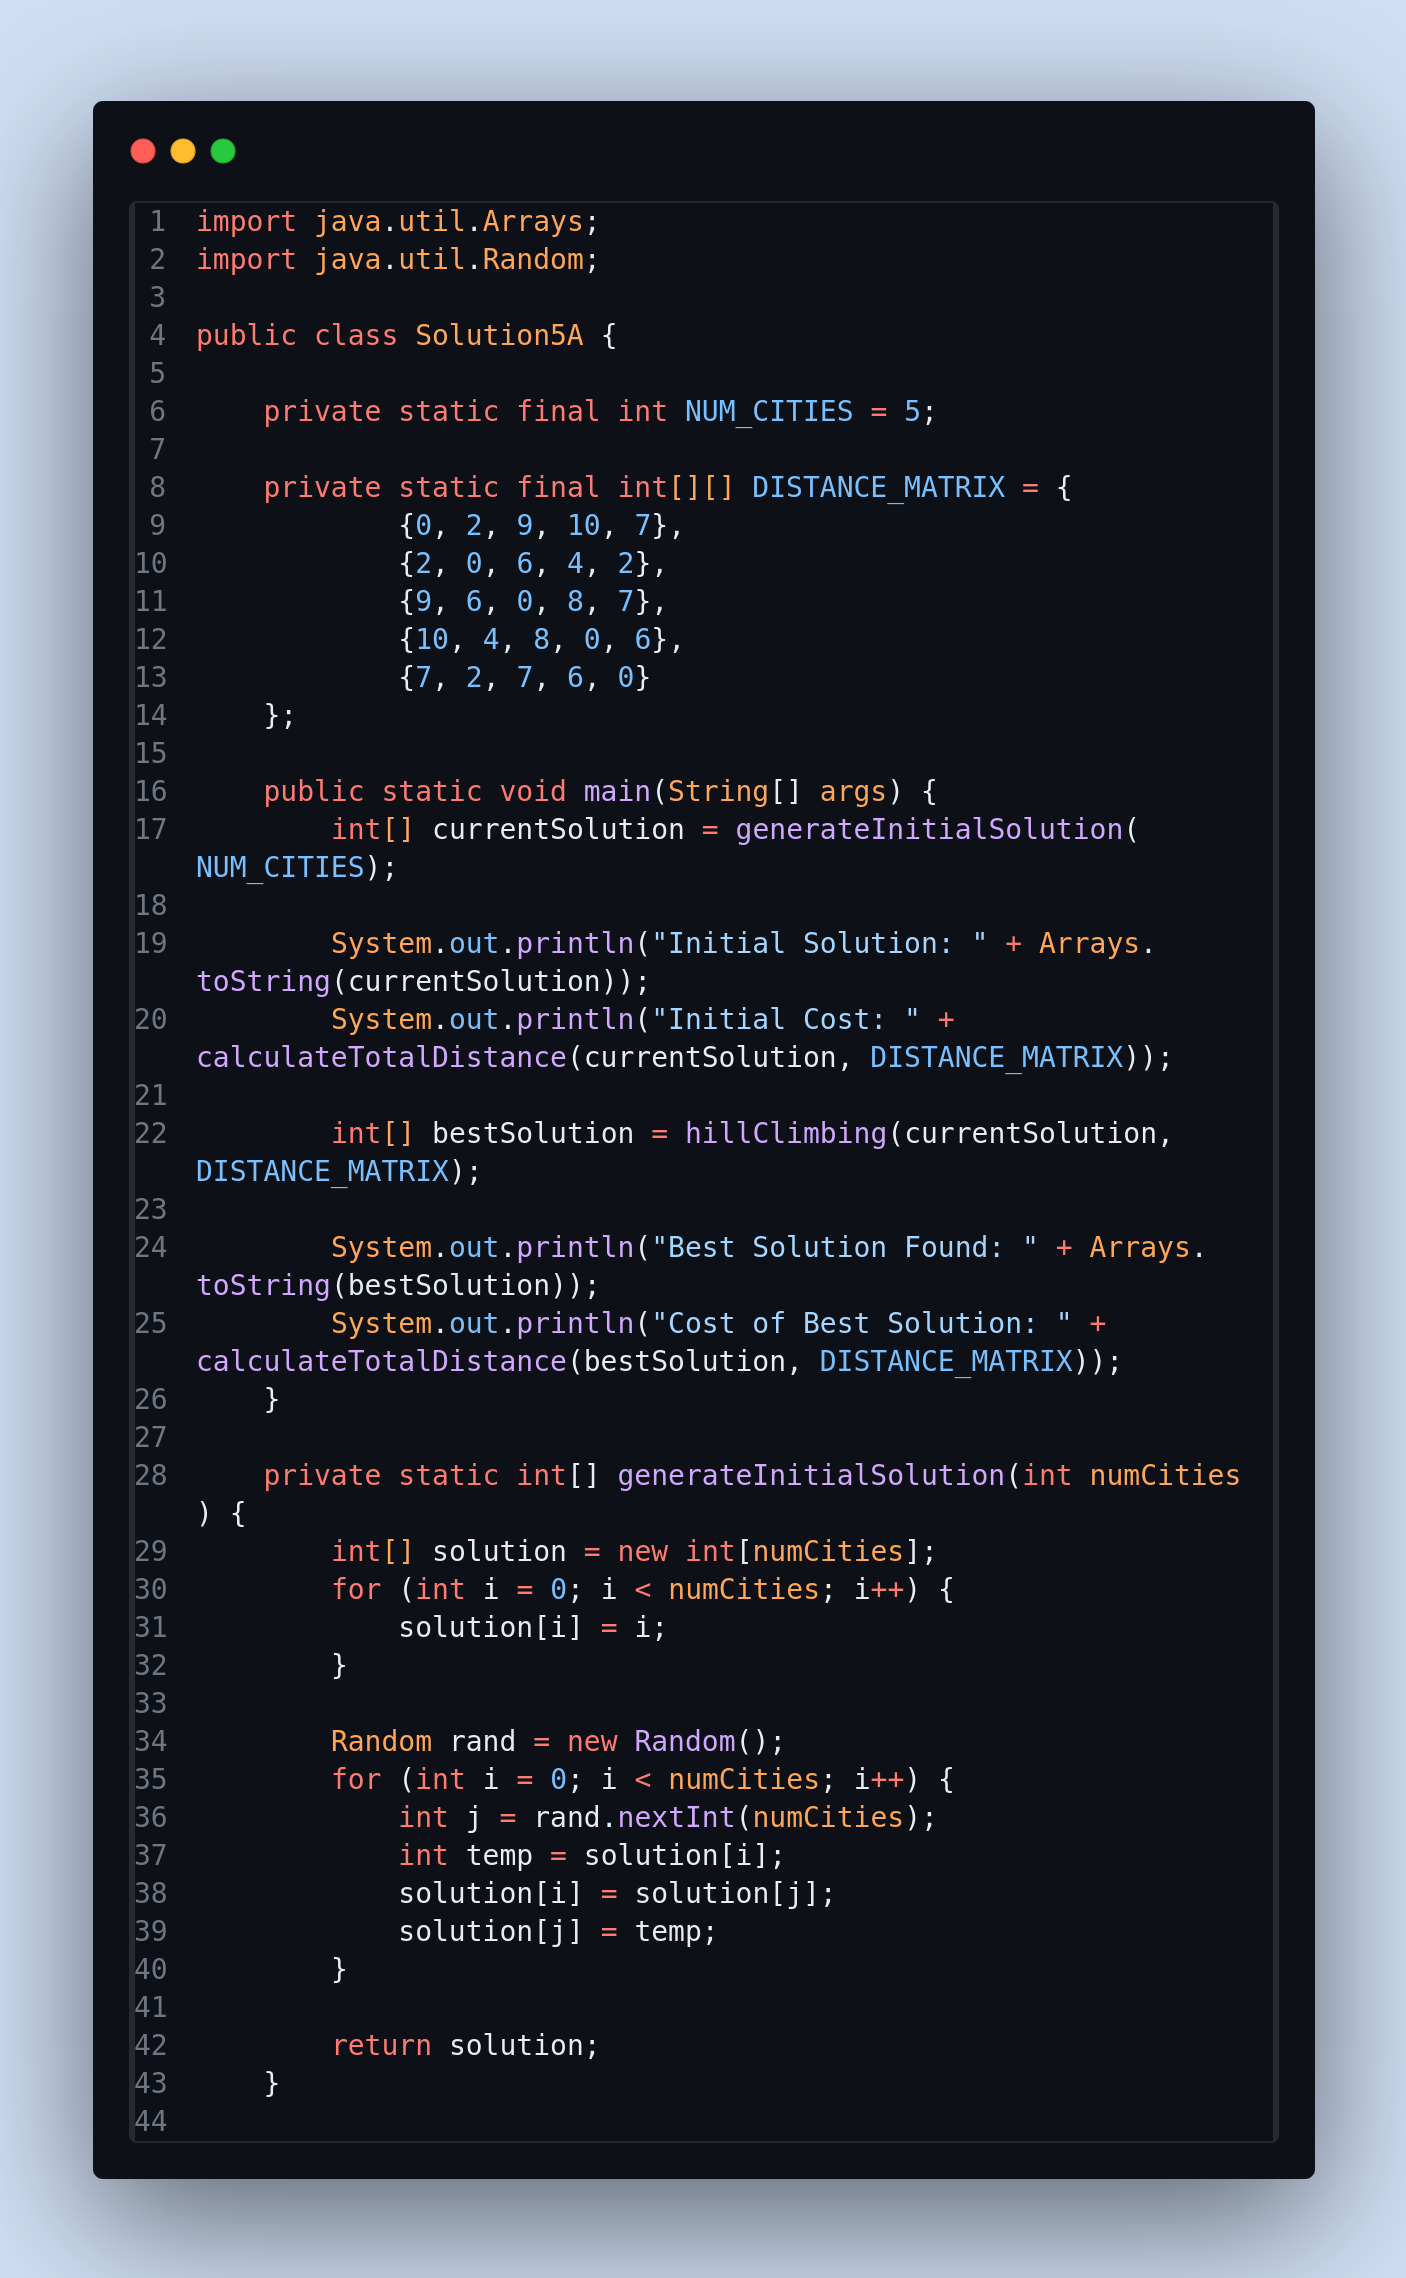 1 import java.util.Arrays;
2 import java.util.Random;
3
4 public class Solution5A {
5
6     private static final int NUM_CITIES = 5;
7
8     private static final int[][] DISTANCE_MATRIX = {
9             {0, 2, 9, 10, 7},
10             {2, 0, 6, 4, 2},
11             {9, 6, 0, 8, 7},
12             {10, 4, 8, 0, 6},
13             {7, 2, 7, 6, 0}
14     };
15
16     public static void main(String[] args) {
17         int[] currentSolution = generateInitialSolution(
NUM_CITIES);
18
19         System.out.println("Initial Solution: " + Arrays.
toString(currentSolution));
20         System.out.println("Initial Cost: " +
calculateTotalDistance(currentSolution, DISTANCE_MATRIX));
21
22         int[] bestSolution = hillClimbing(currentSolution,
DISTANCE_MATRIX);
23
24         System.out.println("Best Solution Found: " + Arrays.
toString(bestSolution));
25         System.out.println("Cost of Best Solution: " +
calculateTotalDistance(bestSolution, DISTANCE_MATRIX));
26     }
27
28     private static int[] generateInitialSolution(int numCities
) {
29         int[] solution = new int[numCities];
30         for (int i = 0; i < numCities; i++) {
31             solution[i] = i;
32         }
33
34         Random rand = new Random();
35         for (int i = 0; i < numCities; i++) {
36             int j = rand.nextInt(numCities);
37             int temp = solution[i];
38             solution[i] = solution[j];
39             solution[j] = temp;
40         }
41
42         return solution;
43     }
44